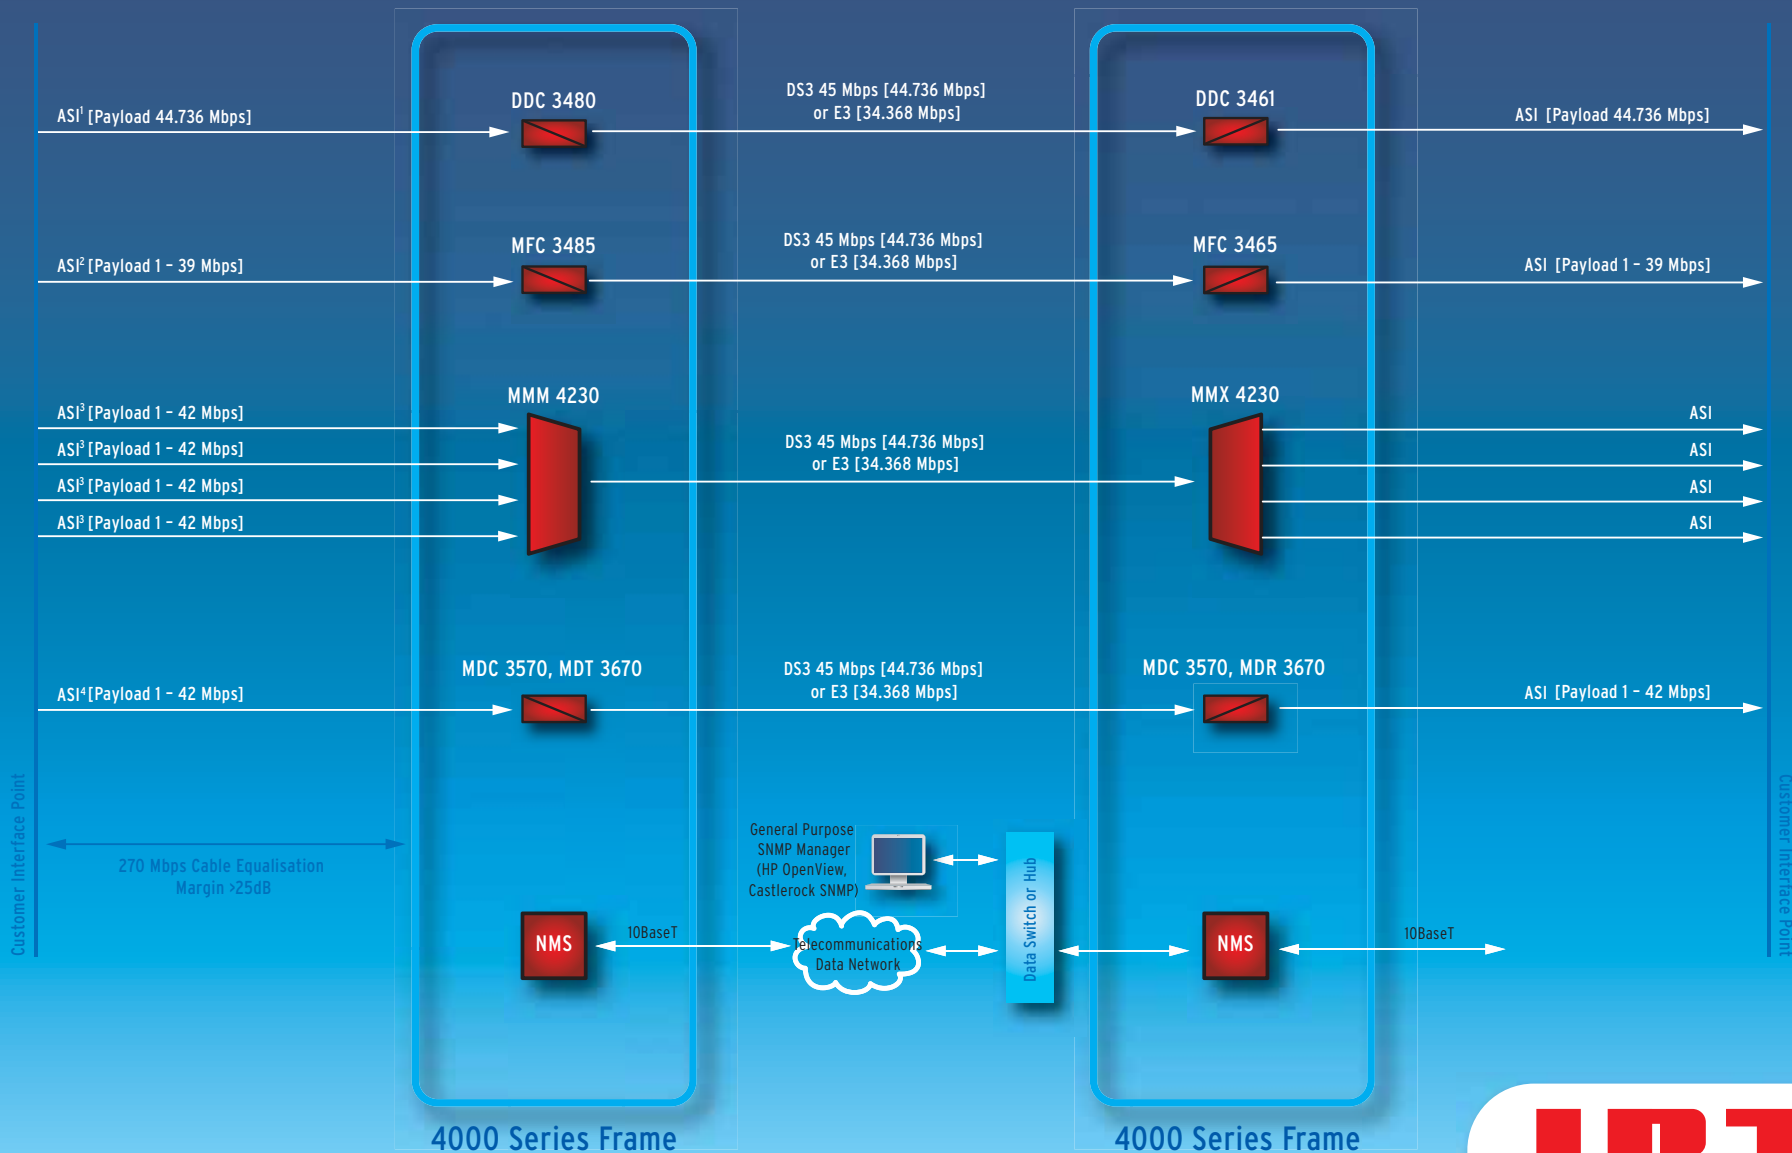 DDC 3480
DS3 45 Mbps [44.736 Mbps]
or E3 [34.368 Mbps]
DDC 3461
ASI¹ [Payload 44.736 Mbps]
ASI [Payload 44.736 Mbps]
MFC 3485
DS3 45 Mbps [44.736 Mbps]
or E3 [34.368 Mbps]
MFC 3465
ASI² [Payload 1 – 39 Mbps]
ASI [Payload 1 – 39 Mbps]
MMM 4230
MMX 4230
ASI³ [Payload 1 – 42 Mbps]
ASI³ [Payload 1 – 42 Mbps]
ASI³ [Payload 1 – 42 Mbps]
ASI³ [Payload 1 – 42 Mbps]
DS3 45 Mbps [44.736 Mbps]
or E3 [34.368 Mbps]
ASI
ASI
ASI
ASI
MDC 3570, MDT 3670
DS3 45 Mbps [44.736 Mbps]
or E3 [34.368 Mbps]
MDC 3570, MDR 3670
ASI⁴ [Payload 1 – 42 Mbps]
ASI [Payload 1 – 42 Mbps]
Customer Interface Point
270 Mbps Cable Equalisation
Margin >25dB
General Purpose
SNMP Manager
(HP OpenView,
Castlerock SNMP)
Data Switch or Hub
Customer Interface Point
NMS
10BaseT
Telecommunications
Data Network
NMS
10BaseT
4000 Series Frame
4000 Series Frame